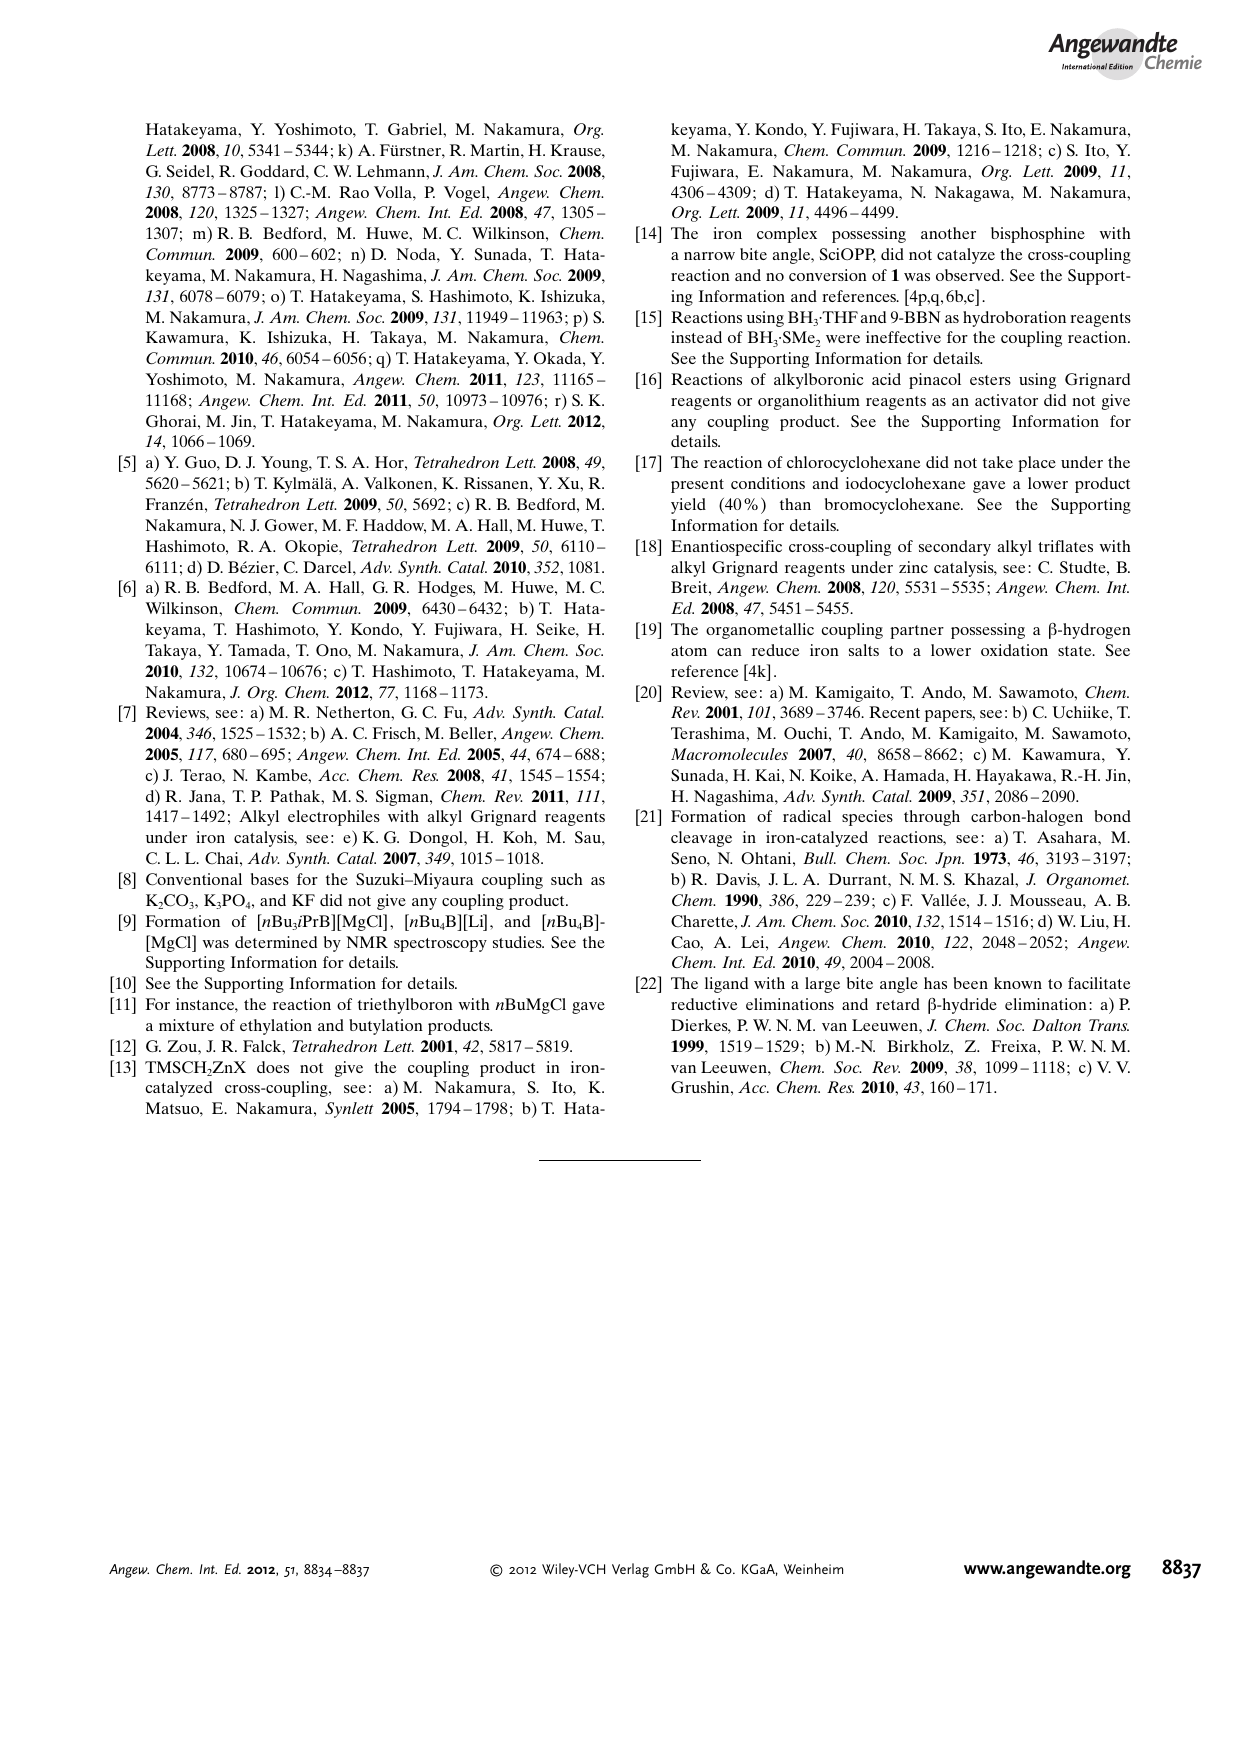 Angewandte
International Edition Chemie
Hatakeyama, Y. Yoshimoto, T. Gabriel, M. Nakamura, Org.
Lett. 2008, 10, 5341–5344; k) A. Fürstner, R. Martin, H. Krause,
G. Seidel, R. Goddard, C. W. Lehmann, J. Am. Chem. Soc. 2008,
130, 8773–8787; l) C.-M. Rao Volla, P. Vogel, Angew. Chem.
2008, 120, 1325–1327; Angew. Chem. Int. Ed. 2008, 47, 1305–
1307; m) R. B. Bedford, M. Huwe, M. C. Wilkinson, Chem.
Commun. 2009, 600–602; n) D. Noda, Y. Sunada, T. Hata-
keyama, M. Nakamura, H. Nagashima, J. Am. Chem. Soc. 2009,
131, 6078–6079; o) T. Hatakeyama, S. Hashimoto, K. Ishizuka,
M. Nakamura, J. Am. Chem. Soc. 2009, 131, 11949–11963; p) S.
Kawamura, K. Ishizuka, H. Takaya, M. Nakamura, Chem.
Commun. 2010, 46, 6054–6056; q) T. Hatakeyama, Y. Okada, Y.
Yoshimoto, M. Nakamura, Angew. Chem. 2011, 123, 11165–
11168; Angew. Chem. Int. Ed. 2011, 50, 10973–10976; r) S. K.
Ghorai, M. Jin, T. Hatakeyama, M. Nakamura, Org. Lett. 2012,
14, 1066–1069.
[5] a) Y. Guo, D. J. Young, T. S. A. Hor, Tetrahedron Lett. 2008, 49,
5620–5621; b) T. Kylmälä, A. Valkonen, K. Rissanen, Y. Xu, R.
Franzén, Tetrahedron Lett. 2009, 50, 5692; c) R. B. Bedford, M.
Nakamura, N. J. Gower, M. F. Haddow, M. A. Hall, M. Huwe, T.
Hashimoto, R. A. Okopie, Tetrahedron Lett. 2009, 50, 6110–
6111; d) D. Bézier, C. Darcel, Adv. Synth. Catal. 2010, 352, 1081.
[6] a) R. B. Bedford, M. A. Hall, G. R. Hodges, M. Huwe, M. C.
Wilkinson, Chem. Commun. 2009, 6430–6432; b) T. Hata-
keyama, T. Hashimoto, Y. Kondo, Y. Fujiwara, H. Seike, H.
Takaya, Y. Tamada, T. Ono, M. Nakamura, J. Am. Chem. Soc.
2010, 132, 10674–10676; c) T. Hashimoto, T. Hatakeyama, M.
Nakamura, J. Org. Chem. 2012, 77, 1168–1173.
[7] Reviews, see: a) M. R. Netherton, G. C. Fu, Adv. Synth. Catal.
2004, 346, 1525–1532; b) A. C. Frisch, M. Beller, Angew. Chem.
2005, 117, 680–695; Angew. Chem. Int. Ed. 2005, 44, 674–688;
c) J. Terao, N. Kambe, Acc. Chem. Res. 2008, 41, 1545–1554;
d) R. Jana, T. P. Pathak, M. S. Sigman, Chem. Rev. 2011, 111,
1417–1492; Alkyl electrophiles with alkyl Grignard reagents
under iron catalysis, see: e) K. G. Dongol, H. Koh, M. Sau,
C. L. L. Chai, Adv. Synth. Catal. 2007, 349, 1015–1018.
[8] Conventional bases for the Suzuki–Miyaura coupling such as
K₂CO₃, K₃PO₄, and KF did not give any coupling product.
[9] Formation of [nBu₃iPrB][MgCl], [nBu₄B][Li], and [nBu₄B]-
[MgCl] was determined by NMR spectroscopy studies. See the
Supporting Information for details.
[10] See the Supporting Information for details.
[11] For instance, the reaction of triethylboron with nBuMgCl gave
a mixture of ethylation and butylation products.
[12] G. Zou, J. R. Falck, Tetrahedron Lett. 2001, 42, 5817–5819.
[13] TMSCH₂ZnX does not give the coupling product in iron-
catalyzed cross-coupling, see: a) M. Nakamura, S. Ito, K.
Matsuo, E. Nakamura, Synlett 2005, 1794–1798; b) T. Hata-
keyama, Y. Kondo, Y. Fujiwara, H. Takaya, S. Ito, E. Nakamura,
M. Nakamura, Chem. Commun. 2009, 1216–1218; c) S. Ito, Y.
Fujiwara, E. Nakamura, M. Nakamura, Org. Lett. 2009, 11,
4306–4309; d) T. Hatakeyama, N. Nakagawa, M. Nakamura,
Org. Lett. 2009, 11, 4496–4499.
[14] The iron complex possessing another bisphosphine with
a narrow bite angle, SciOPP, did not catalyze the cross-coupling
reaction and no conversion of 1 was observed. See the Support-
ing Information and references. [4p,q, 6b,c].
[15] Reactions using BH₃·THF and 9-BBN as hydroboration reagents
instead of BH₃·SMe₂ were ineffective for the coupling reaction.
See the Supporting Information for details.
[16] Reactions of alkylboronic acid pinacol esters using Grignard
reagents or organolithium reagents as an activator did not give
any coupling product. See the Supporting Information for
details.
[17] The reaction of chlorocyclohexane did not take place under the
present conditions and iodocyclohexane gave a lower product
yield (40 %) than bromocyclohexane. See the Supporting
Information for details.
[18] Enantiospecific cross-coupling of secondary alkyl triflates with
alkyl Grignard reagents under zinc catalysis, see: C. Studte, B.
Breit, Angew. Chem. 2008, 120, 5531–5535; Angew. Chem. Int.
Ed. 2008, 47, 5451–5455.
[19] The organometallic coupling partner possessing a β-hydrogen
atom can reduce iron salts to a lower oxidation state. See
reference [4k].
[20] Review, see: a) M. Kamigaito, T. Ando, M. Sawamoto, Chem.
Rev. 2001, 101, 3689–3746. Recent papers, see: b) C. Uchiike, T.
Terashima, M. Ouchi, T. Ando, M. Kamigaito, M. Sawamoto,
Macromolecules 2007, 40, 8658–8662; c) M. Kawamura, Y.
Sunada, H. Kai, N. Koike, A. Hamada, H. Hayakawa, R.-H. Jin,
H. Nagashima, Adv. Synth. Catal. 2009, 351, 2086–2090.
[21] Formation of radical species through carbon-halogen bond
cleavage in iron-catalyzed reactions, see: a) T. Asahara, M.
Seno, N. Ohtani, Bull. Chem. Soc. Jpn. 1973, 46, 3193–3197;
b) R. Davis, J. L. A. Durrant, N. M. S. Khazal, J. Organomet.
Chem. 1990, 386, 229–239; c) F. Vallée, J. J. Mousseau, A. B.
Charette, J. Am. Chem. Soc. 2010, 132, 1514–1516; d) W. Liu, H.
Cao, A. Lei, Angew. Chem. 2010, 122, 2048–2052; Angew.
Chem. Int. Ed. 2010, 49, 2004–2008.
[22] The ligand with a large bite angle has been known to facilitate
reductive eliminations and retard β-hydride elimination: a) P.
Dierkes, P. W. N. M. van Leeuwen, J. Chem. Soc. Dalton Trans.
1999, 1519–1529; b) M.-N. Birkholz, Z. Freixa, P. W. N. M.
van Leeuwen, Chem. Soc. Rev. 2009, 38, 1099–1118; c) V. V.
Grushin, Acc. Chem. Res. 2010, 43, 160–171.
Angew. Chem. Int. Ed. 2012, 51, 8834–8837 © 2012 Wiley-VCH Verlag GmbH & Co. KGaA, Weinheim www.angewandte.org 8837